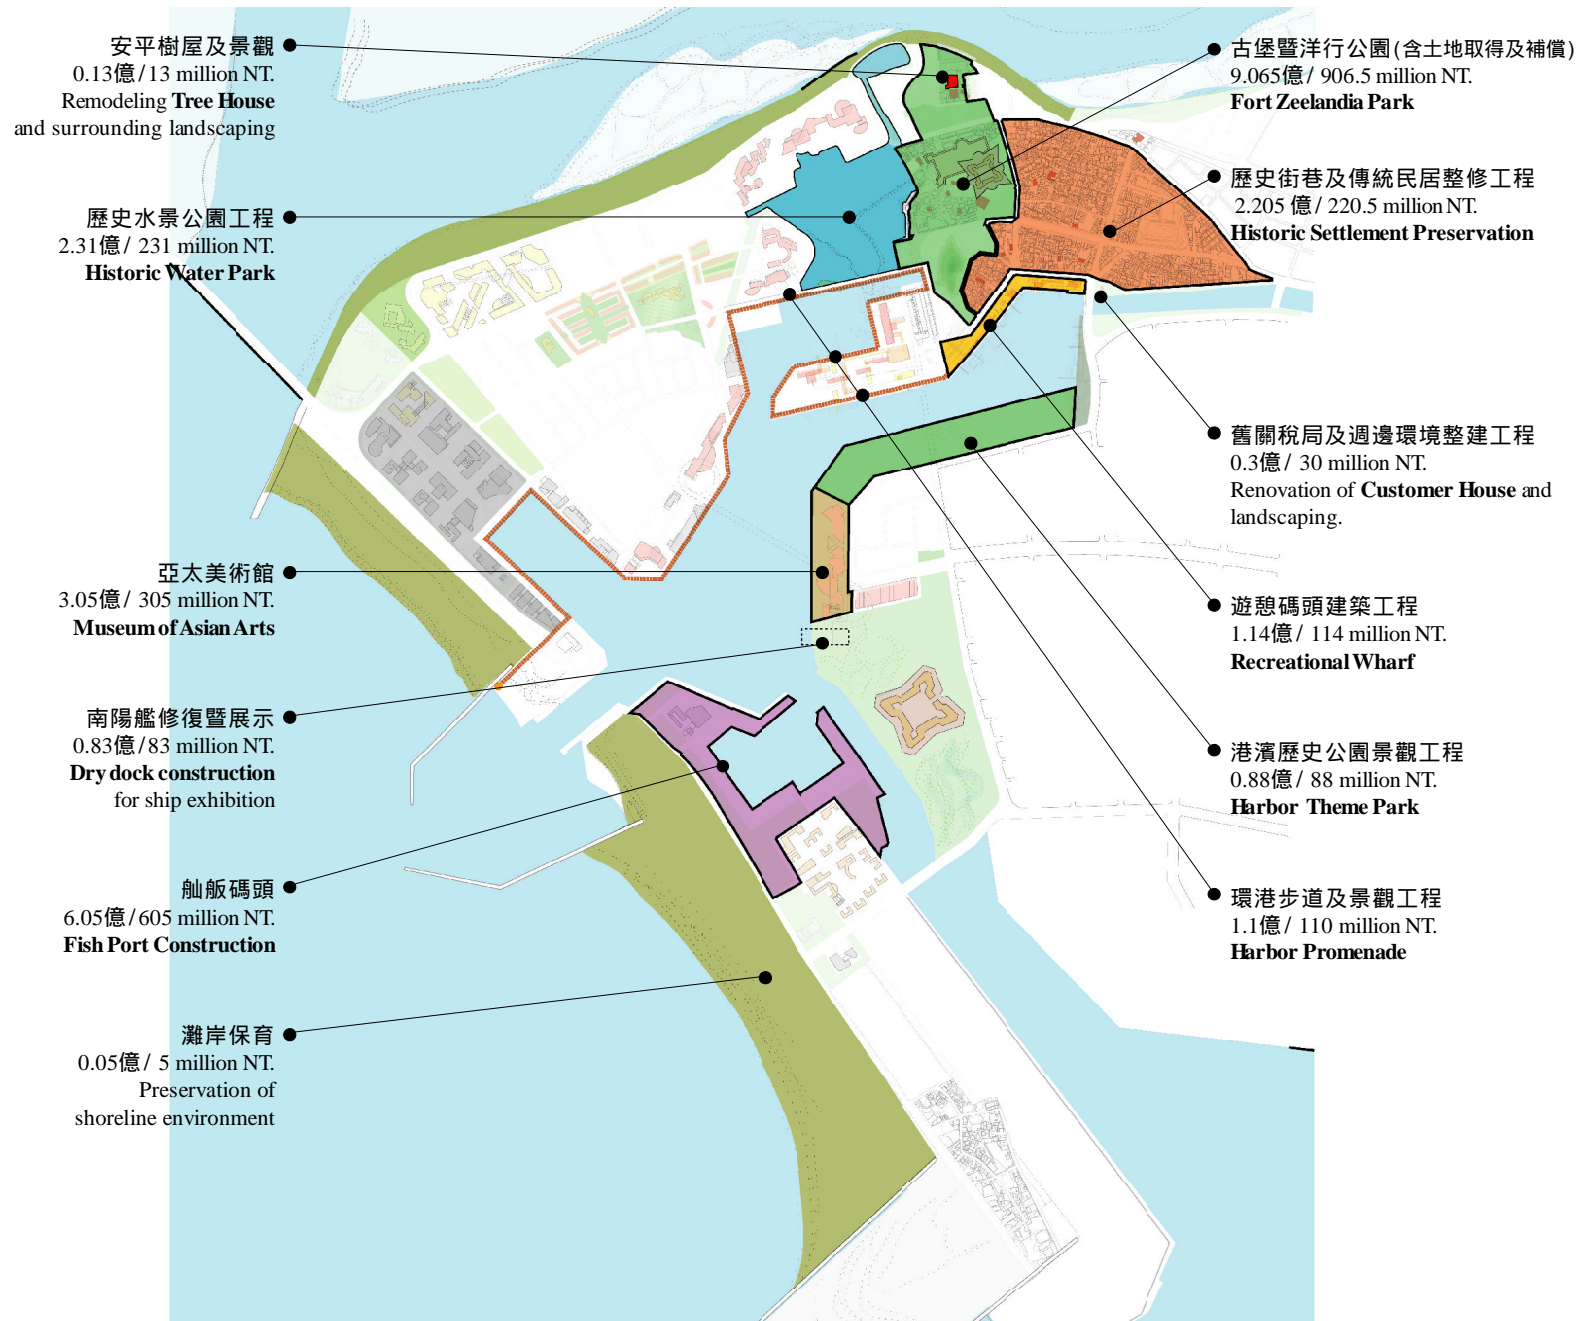 安平樹屋及景觀
0.13億/13 million NT.
Remodeling Tree House
and surrounding landscaping
歷史水景公園工程
2.31億/ 231 million NT.
Historic Water Park
亞太美術館
3.05億/ 305 million NT.
Museum of Asian Arts
南陽艦修復暨展示
0.83億/83 million NT.
Dry dock construction
for ship exhibition
舢舨碼頭
6.05億/605 million NT.
Fish Port Construction
灘岸保育
0.05億/ 5 million NT.
Preservation of
shoreline environment
古堡暨洋行公園(含土地取得及補償)
9.065億/ 906.5 million NT.
Fort Zeelandia Park
歷史街巷及傳統民居整修工程
2.205 億/ 220.5 million NT.
Historic Settlement Preservation
舊關稅局及週邊環境整建工程
0.3億/ 30 million NT.
Renovation of Customer House and
landscaping.
遊憩碼頭建築工程
1.14億/ 114 million NT.
Recreational Wharf
港濱歷史公園景觀工程
0.88億/ 88 million NT.
Harbor Theme Park
環港步道及景觀工程
1.1億/ 110 million NT.
Harbor Promenade